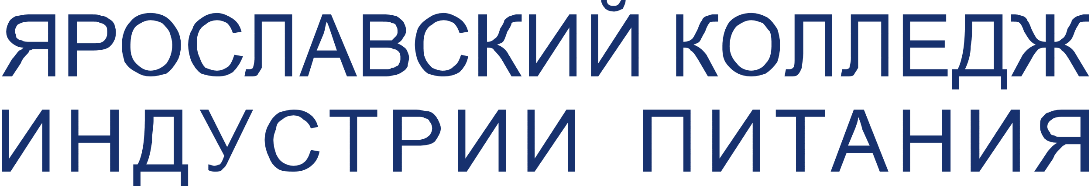 ЯРОСЛАВСКИЙ КОЛЛЕДЖ
ИНДУСТРИИ ПИТАНИЯ